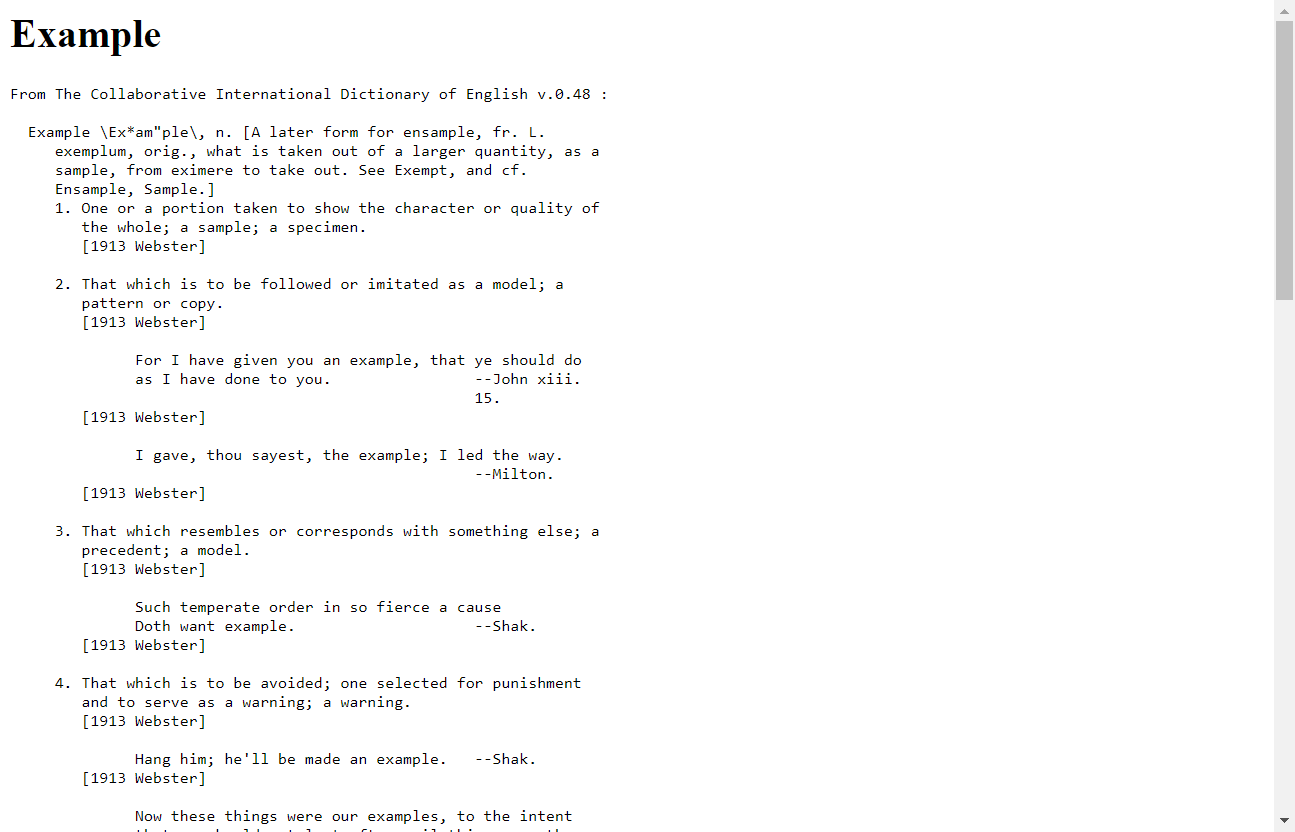 Example
From The Collaborative International Dictionary of English v.0.48 :
Example \Ex*am"ple\, n. [A later form for ensample, fr. L.
exemplum, orig., what is taken out of a larger quantity, as a
sample, from eximere to take out. See Exempt, and cf.
Ensample, Sample.]
1. One or a portion taken to show the character or quality of
the whole; a sample; a specimen.
[1913 Webster]
2. That which is to be followed or imitated as a model; a
pattern or copy.
[1913 Webster]
For I have given you an example, that ye should do
as I have done to you. --John xiii.
15.
[1913 Webster]
I gave, thou sayest, the example; I led the way.
--Milton.
[1913 Webster]
3. That which resembles or corresponds with something else; a
precedent; a model.
[1913 Webster]
Such temperate order in so fierce a cause
Doth want example. --Shak.
[1913 Webster]
4. That which is to be avoided; one selected for punishment
and to serve as a warning; a warning.
[1913 Webster]
Hang him; he'll be made an example. --Shak.
[1913 Webster]
Now these things were our examples, to the intent